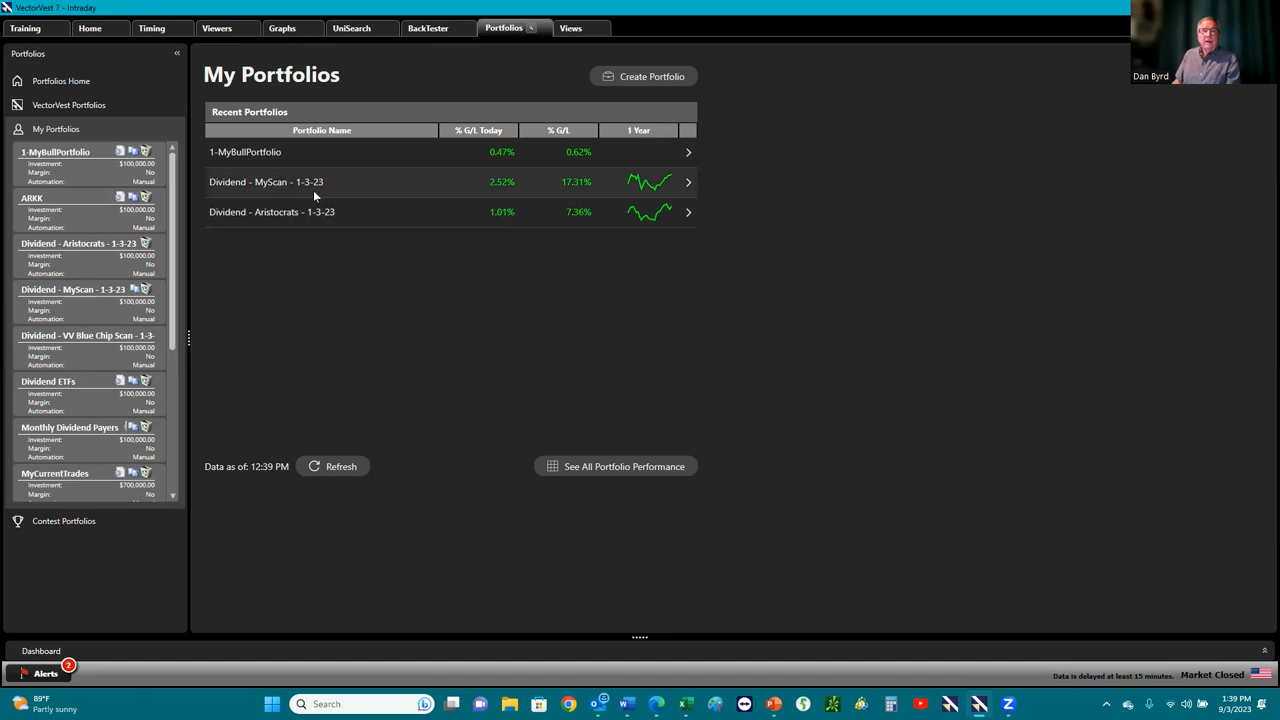 VectorVest 7 - Intraday
Training
Home
Timing
Viewers
Graphs
UniSearch
BackTester
Portfolios
Views
Dan Byrd
Portfolios
Portfolios Home
VectorVest Portfolios
My Portfolios
1-MyBullPortfolio
Investment: $100,000.00
Margin: No
Automation: Manual
ARKK
Investment: $100,000.00
Margin: No
Automation: Manual
Dividend - Aristocrats - 1-3-23
Investment: $100,000.00
Margin: No
Automation: Manual
Dividend - MyScan - 1-3-23
Investment: $100,000.00
Margin: No
Automation: Manual
Dividend - VV Blue Chip Scan - 1-3-
Investment: $100,000.00
Margin: No
Automation: Manual
Dividend ETFs
Investment: $100,000.00
Margin: No
Automation: Manual
Monthly Dividend Payers
Investment: $100,000.00
Margin: No
Automation: Manual
MyCurrentTrades
Investment: $700,000.00
Margin: No
Contest Portfolios
My Portfolios
Create Portfolio
Recent Portfolios
Portfolio Name % G/L Today % G/L 1 Year
1-MyBullPortfolio 0.47% 0.62%
Dividend - MyScan - 1-3-23 2.52% 17.31%
Dividend - Aristocrats - 1-3-23 1.01% 7.36%
Data as of: 12:39 PM
Refresh
See All Portfolio Performance
Dashboard
Alerts
2
Data is delayed at least 15 minutes. Market Closed
89°F
Partly sunny
Search
1:39 PM
9/3/2023